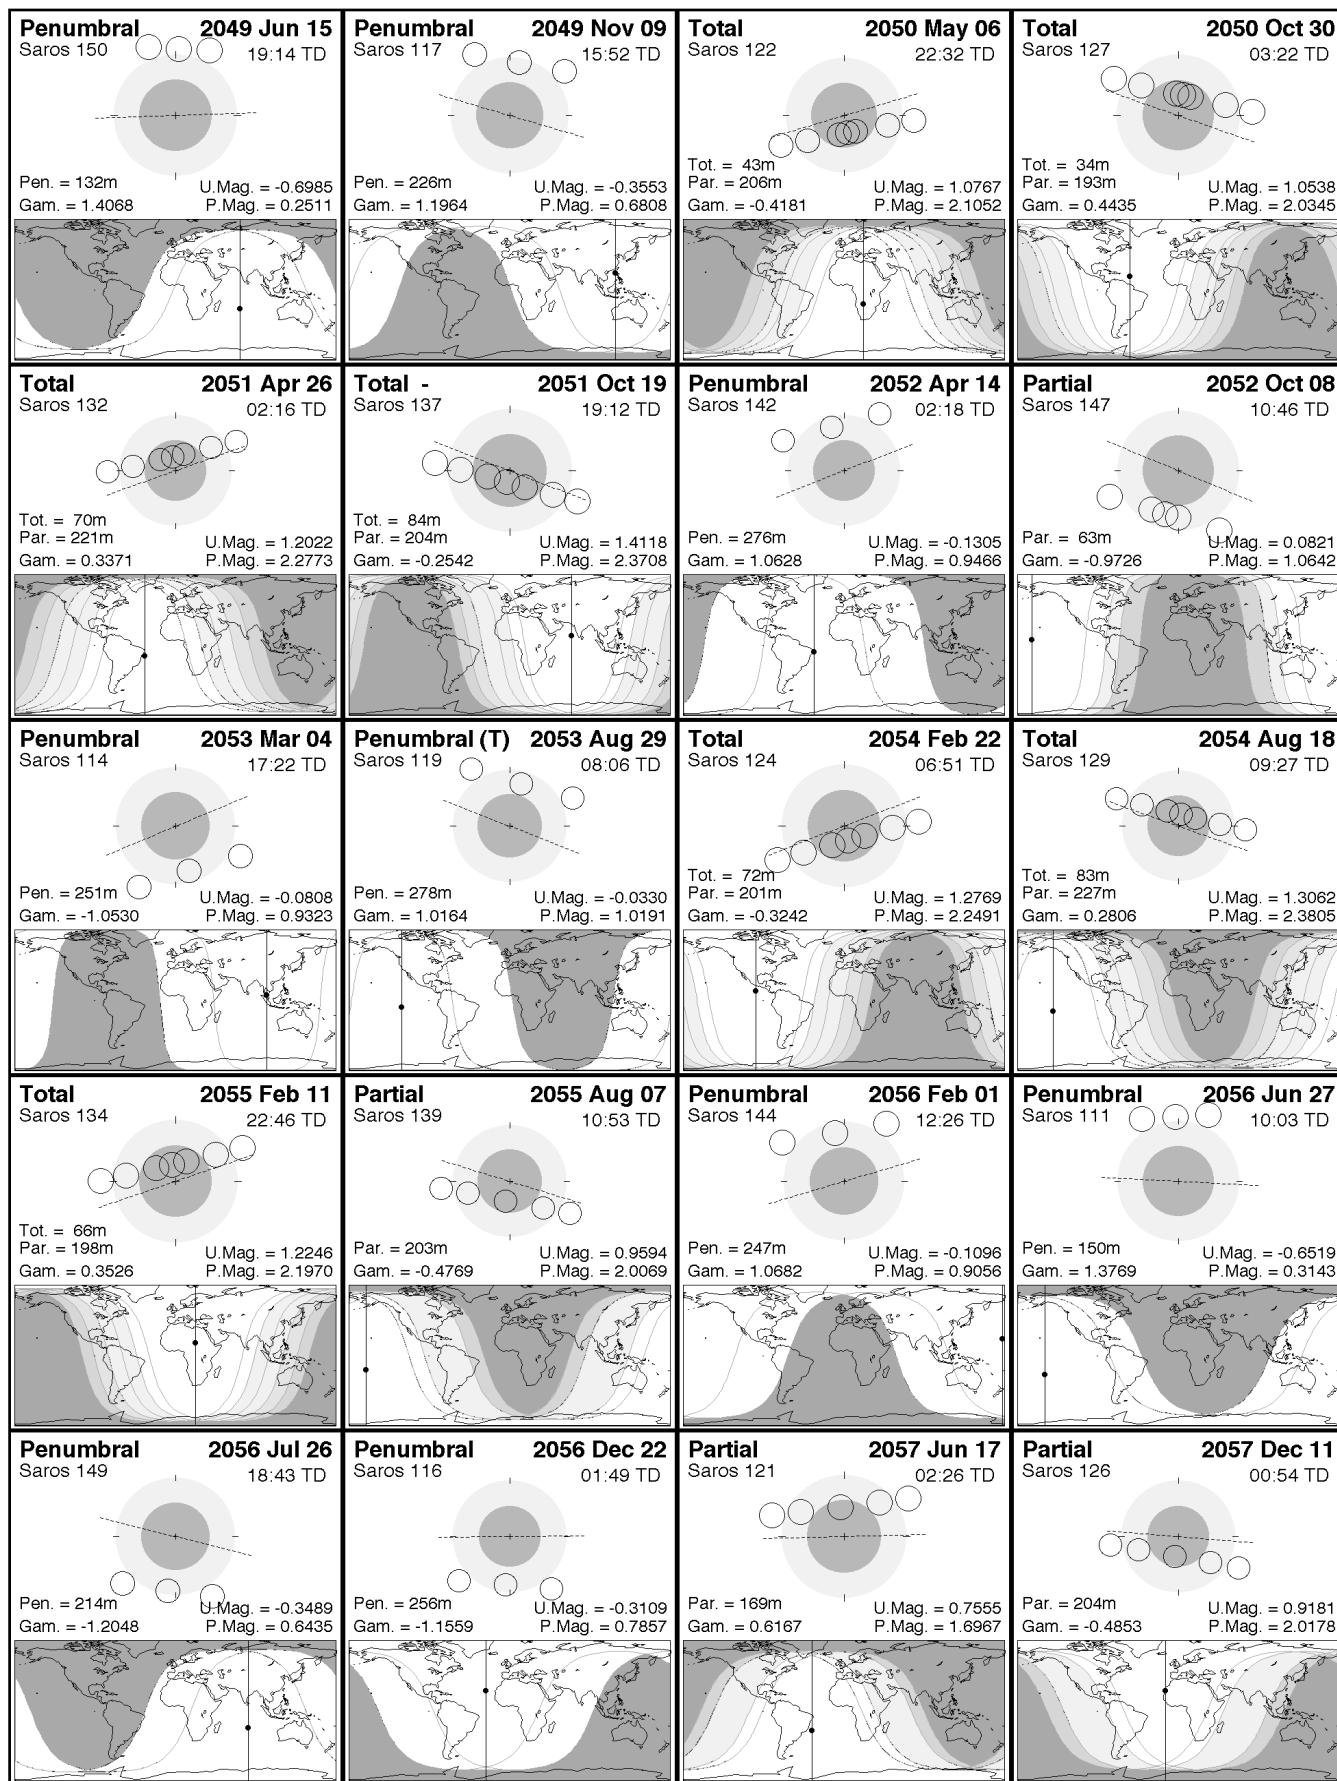 Penumbral 2049 Jun 15
Saros 150 19:14 TD
Pen. = 132m U.Mag. = -0.6985
Gam. = 1.4068 P.Mag. = 0.2511
Penumbral 2049 Nov 09
Saros 117 15:52 TD
Pen. = 226m U.Mag. = -0.3553
Gam. = 1.1964 P.Mag. = 0.6808
Total 2050 May 06
Saros 122 22:32 TD
Tot. = 43m
Par. = 206m U.Mag. = 1.0767
Gam. = -0.4181 P.Mag. = 2.1052
Total 2050 Oct 30
Saros 127 03:22 TD
Tot. = 34m
Par. = 193m U.Mag. = 1.0538
Gam. = 0.4435 P.Mag. = 2.0345
Total 2051 Apr 26
Saros 132 02:16 TD
Tot. = 70m
Par. = 221m U.Mag. = 1.2022
Gam. = 0.3371 P.Mag. = 2.2773
Total - 2051 Oct 19
Saros 137 19:12 TD
Tot. = 84m
Par. = 204m U.Mag. = 1.4118
Gam. = -0.2542 P.Mag. = 2.3708
Penumbral 2052 Apr 14
Saros 142 02:18 TD
Pen. = 276m U.Mag. = -0.1305
Gam. = 1.0628 P.Mag. = 0.9466
Partial 2052 Oct 08
Saros 147 10:46 TD
Par. = 63m U.Mag. = 0.0821
Gam. = -0.9726 P.Mag. = 1.0642
Penumbral 2053 Mar 04
Saros 114 17:22 TD
Pen. = 251m U.Mag. = -0.0808
Gam. = -1.0530 P.Mag. = 0.9323
Penumbral (T) 2053 Aug 29
Saros 119 08:06 TD
Pen. = 278m U.Mag. = -0.0330
Gam. = 1.0164 P.Mag. = 1.0191
Total 2054 Feb 22
Saros 124 06:51 TD
Tot. = 72m
Par. = 201m U.Mag. = 1.2769
Gam. = -0.3242 P.Mag. = 2.2491
Total 2054 Aug 18
Saros 129 09:27 TD
Tot. = 83m
Par. = 227m U.Mag. = 1.3062
Gam. = 0.2806 P.Mag. = 2.3805
Total 2055 Feb 11
Saros 134 22:46 TD
Tot. = 66m
Par. = 198m U.Mag. = 1.2246
Gam. = 0.3526 P.Mag. = 2.1970
Partial 2055 Aug 07
Saros 139 10:53 TD
Par. = 203m U.Mag. = 0.9594
Gam. = -0.4769 P.Mag. = 2.0069
Penumbral 2056 Feb 01
Saros 144 12:26 TD
Pen. = 247m U.Mag. = -0.1096
Gam. = 1.0682 P.Mag. = 0.9056
Penumbral 2056 Jun 27
Saros 111 10:03 TD
Pen. = 150m U.Mag. = -0.6519
Gam. = 1.3769 P.Mag. = 0.3143
Penumbral 2056 Jul 26
Saros 149 18:43 TD
Pen. = 214m U.Mag. = -0.3489
Gam. = -1.2048 P.Mag. = 0.6435
Penumbral 2056 Dec 22
Saros 116 01:49 TD
Pen. = 256m U.Mag. = -0.3109
Gam. = -1.1559 P.Mag. = 0.7857
Partial 2057 Jun 17
Saros 121 02:26 TD
Par. = 169m U.Mag. = 0.7555
Gam. = 0.6167 P.Mag. = 1.6967
Partial 2057 Dec 11
Saros 126 00:54 TD
Par. = 204m U.Mag. = 0.9181
Gam. = -0.4853 P.Mag. = 2.0178